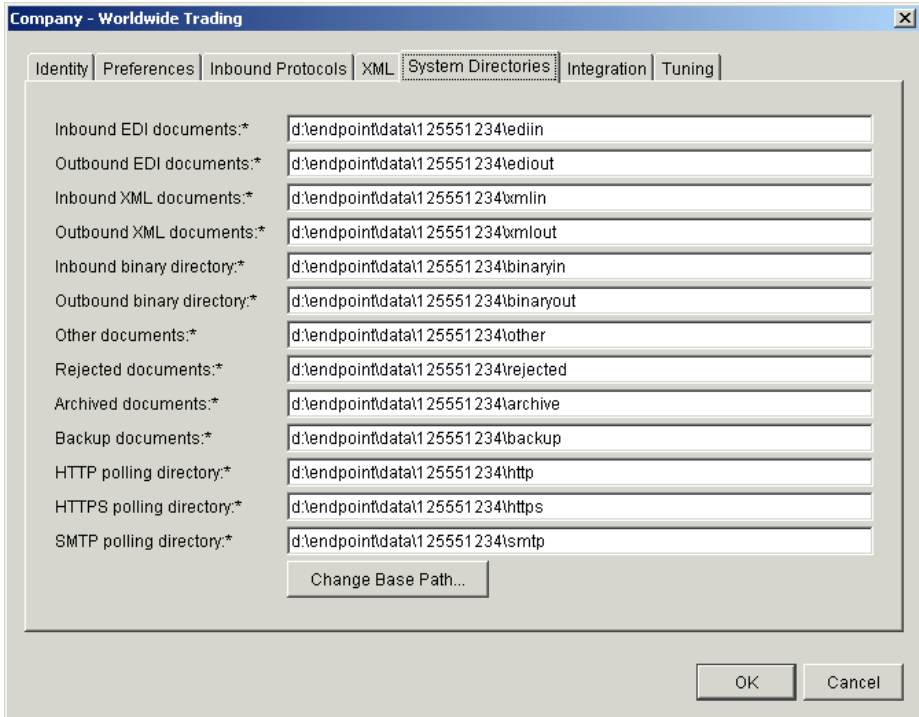 Company - Worldwide Trading
Identity Preferences Inbound Protocols XML System Directories Integration Tuning
Inbound EDI documents:* d:\endpoint\data\125551234\ediin
Outbound EDI documents:* d:\endpoint\data\125551234\ediout
Inbound XML documents:* d:\endpoint\data\125551234\xmlin
Outbound XML documents:* d:\endpoint\data\125551234\xmlout
Inbound binary directory:* d:\endpoint\data\125551234\binaryin
Outbound binary directory:* d:\endpoint\data\125551234\binaryout
Other documents:* d:\endpoint\data\125551234\other
Rejected documents:* d:\endpoint\data\125551234\rejected
Archived documents:* d:\endpoint\data\125551234\archive
Backup documents:* d:\endpoint\data\125551234\backup
HTTP polling directory:* d:\endpoint\data\125551234\http
HTTPS polling directory:* d:\endpoint\data\125551234\https
SMTP polling directory:* d:\endpoint\data\125551234\smtp
Change Base Path...
OK Cancel